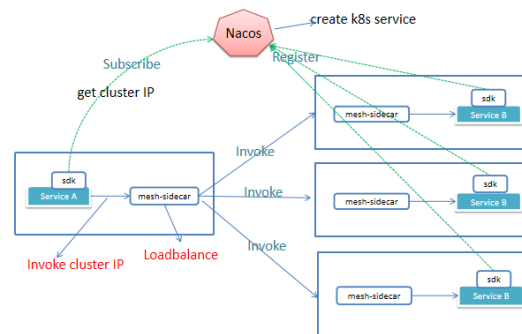 Nacos
create k8s service
Subscribe
Register
get cluster IP
sdk
mesh-sidecar
Service B
Invoke
sdk
Service A
mesh-sidecar
Invoke
sdk
mesh-sidecar
Service B
Invoke cluster IP
Loadbalance
Invoke
sdk
mesh-sidecar
Service B